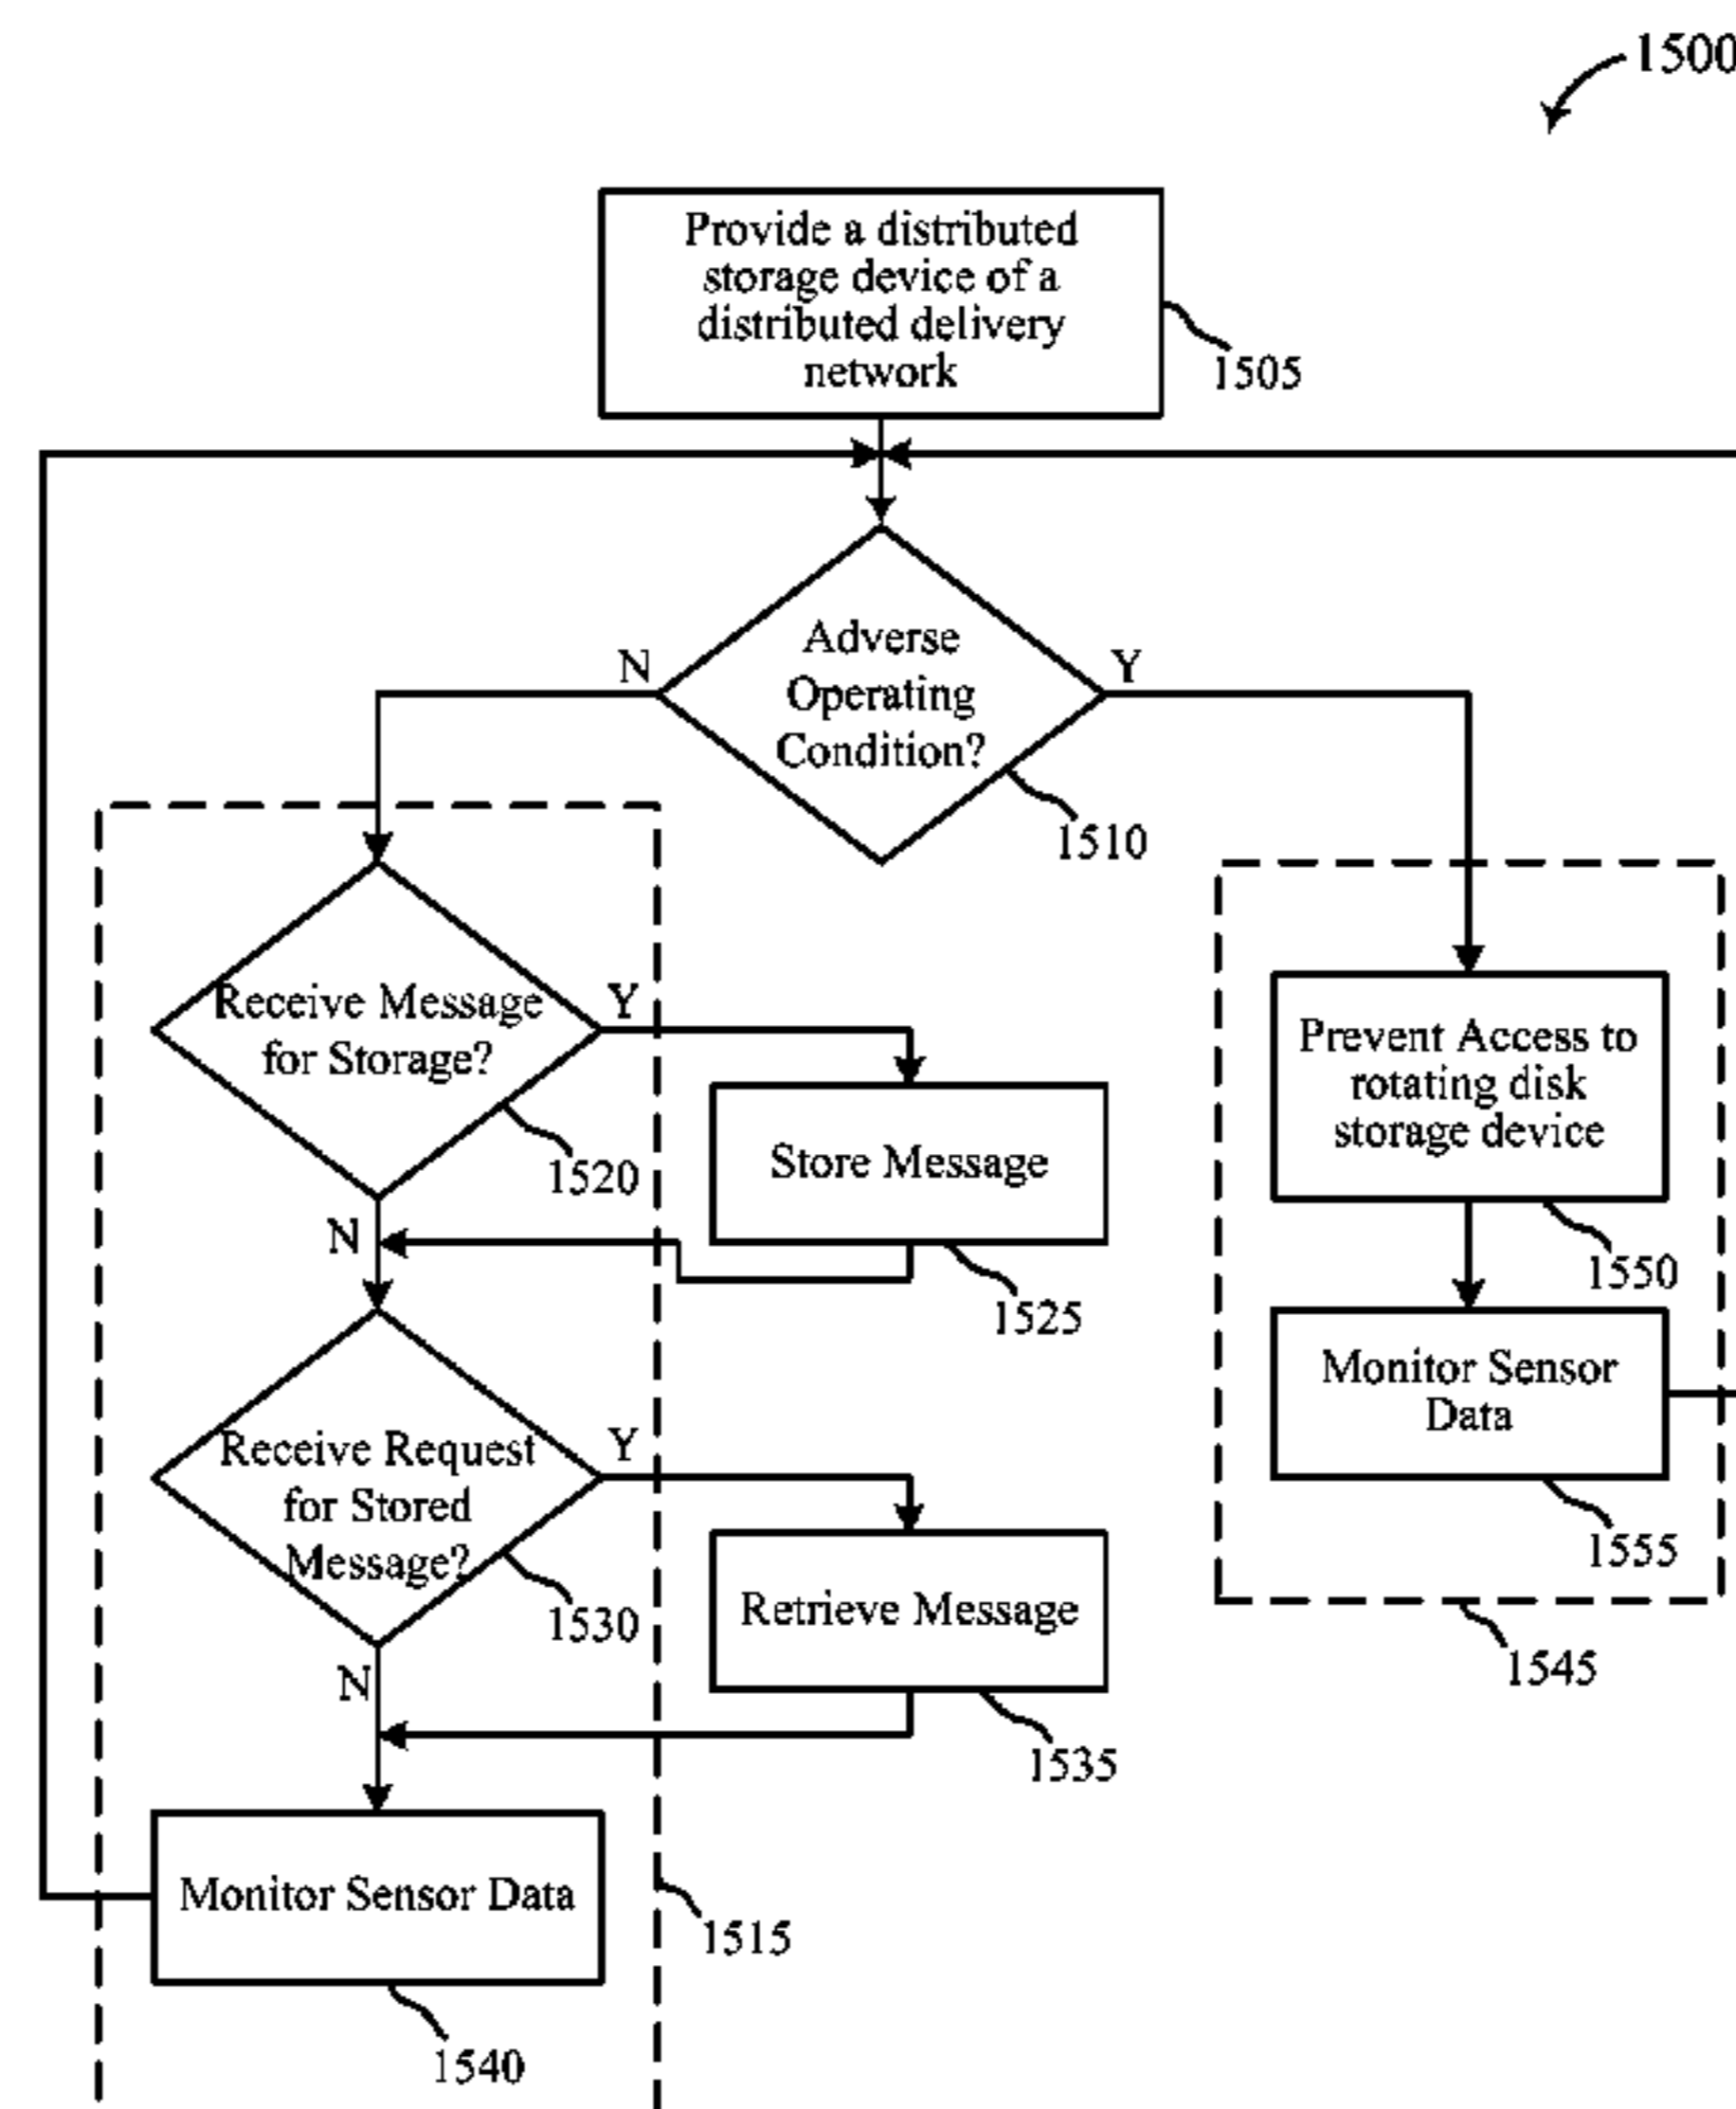 1500
Provide a distributed
storage device of a
distributed delivery
network
1505
Adverse
Operating
Condition?
N
Y
1510
Receive Message
for Storage?
Y
N
1520
Store Message
1525
Receive Request
for Stored
Message?
Y
N
1530
Retrieve Message
1535
Monitor Sensor Data
1515
1540
Prevent Access to
rotating disk
storage device
1550
Monitor Sensor
Data
1555
1545